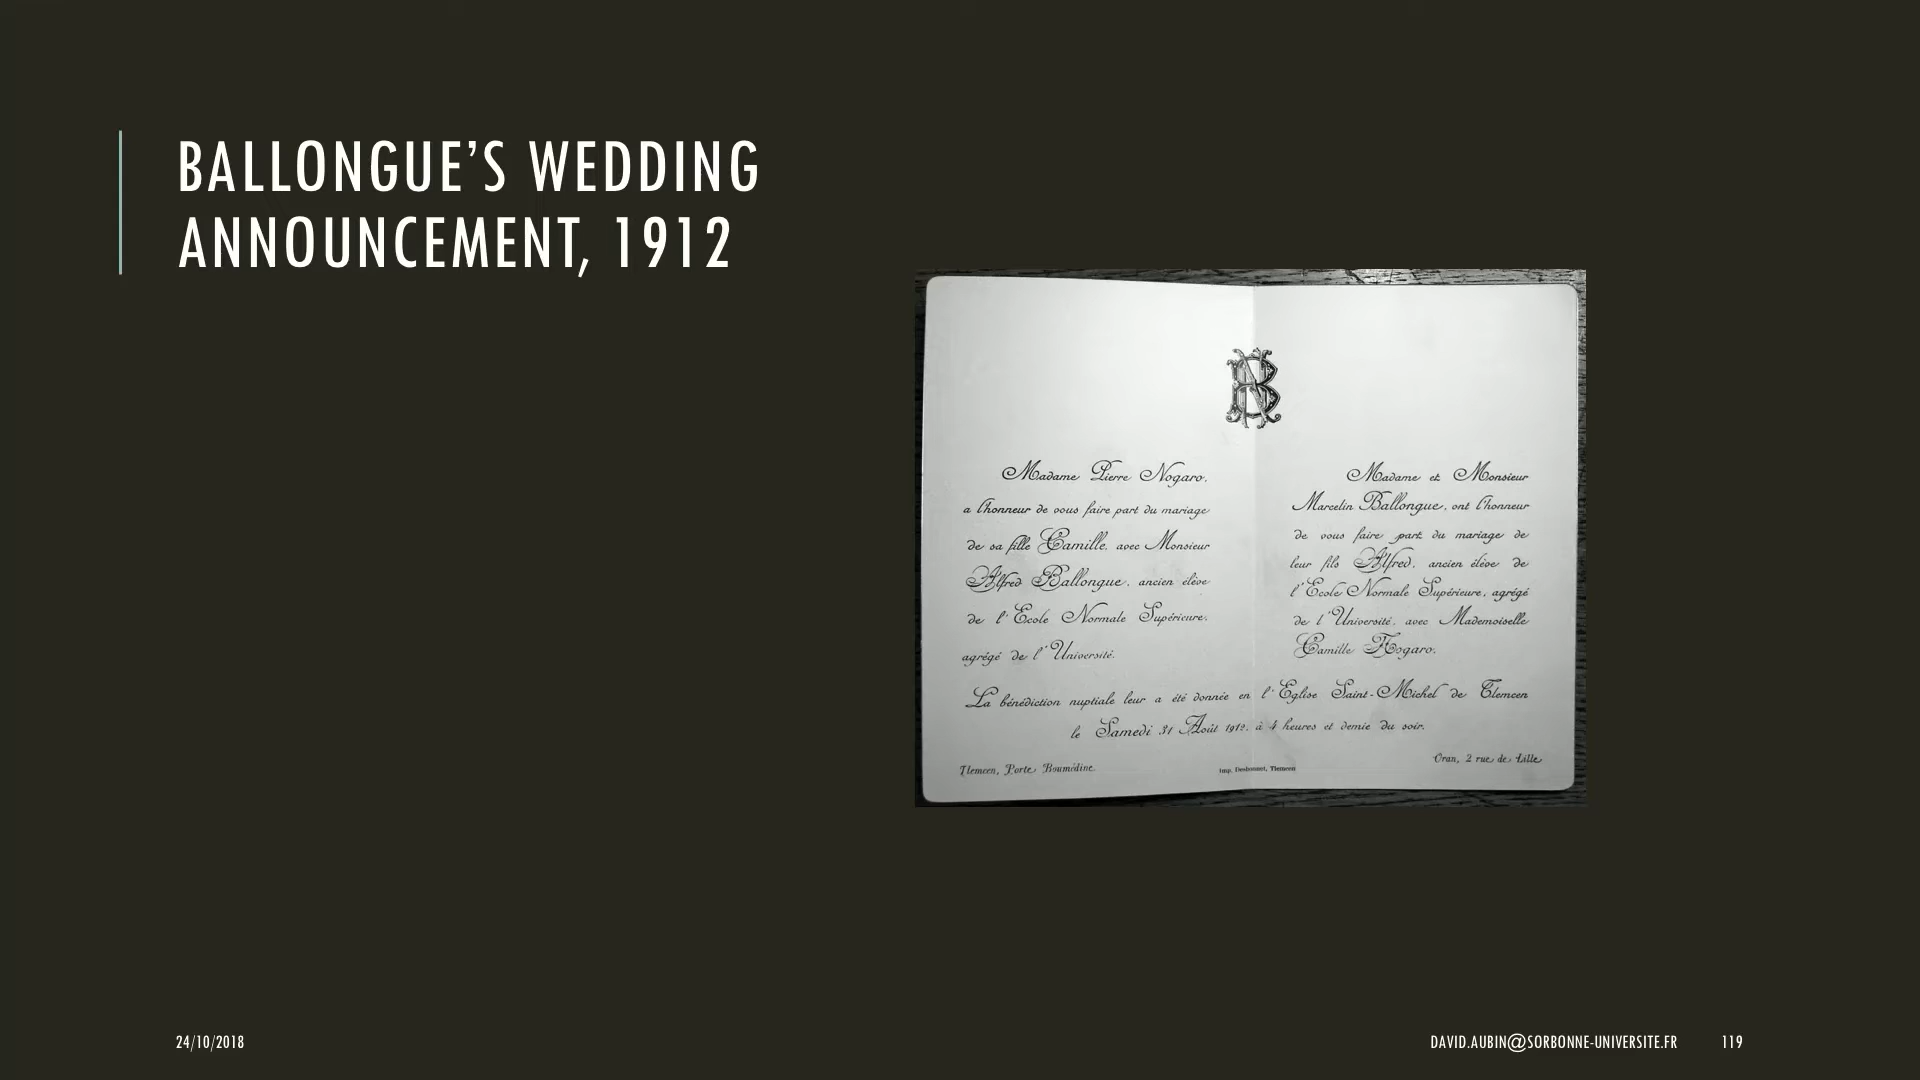 BALLONGUE’S WEDDING
ANNOUNCEMENT, 1912
NB
Madame Pierre Nogaro,
a l'honneur de vous faire part du mariage
de sa fille Camille, avec Monsieur
Alfred Ballongue, ancien élève
de l'Ecole Normale Supérieure,
agrégé de l'Université.
Madame et Monsieur
Marcelin Ballongue, ont l'honneur
de vous faire part du mariage de
leur fils Alfred, ancien élève de
l'Ecole Normale Supérieure, agrégé
de l'Université, avec Mademoiselle
Camille Nogaro.
La bénédiction nuptiale leur a été donnée en l'Eglise Saint-Michel de Tlemcen
le Samedi 31 Août 1912, à 4 heures et demie du soir.
Tlemcen, Porte Boumédine.
Imp. Tlemcen
Oran, 2 rue de Lille
24/10/2018
DAVID.AUBIN@SORBONNE-UNIVERSITE.FR
119